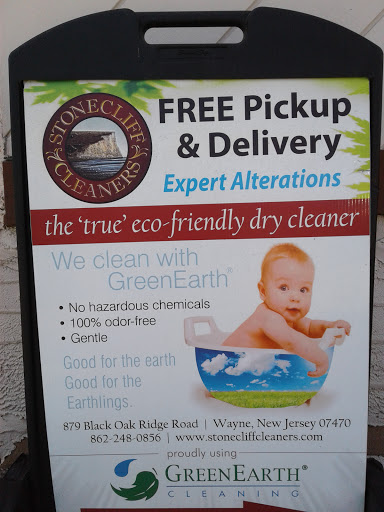 STONECLIFF
CLEANERS
FREE Pickup
& Delivery
Expert Alterations
the 'true' eco-friendly dry cleaner
We clean with
GreenEarth®
• No hazardous chemicals
• 100% odor-free
• Gentle
Good for the earth
Good for the
Earthlings.
879 Black Oak Ridge Road | Wayne, New Jersey 07470
862-248-0856 | www.stonecliffcleaners.com
proudly using
GREENEARTH®
CLEANING